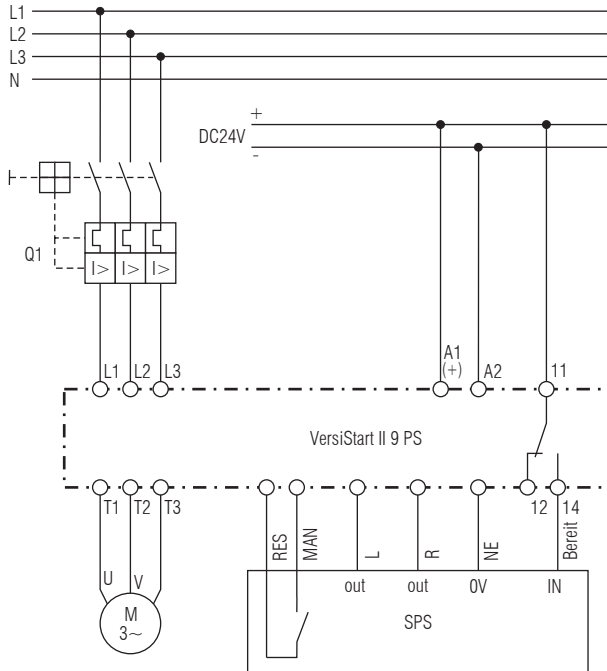 L1
L2
L3
N
+
DC24V
-
Q1
I> I> I>
L1 L2 L3
A1
(+)
A2
11
VersiStart II 9 PS
T1 T2 T3
12 14
RES
MAN
L
R
NE
Bereit
U V
M
3~
out out 0V IN
SPS